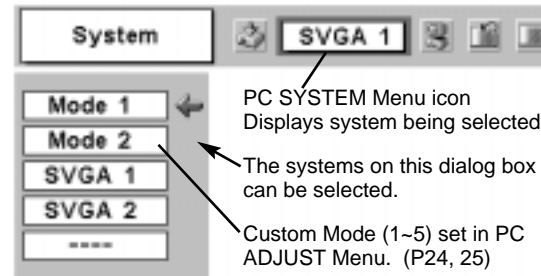 System
SVGA 1
PC SYSTEM Menu icon
Displays system being selected
Mode 1
Mode 2
SVGA 1
SVGA 2
----
The systems on this dialog box
can be selected.
Custom Mode (1~5) set in PC
ADJUST Menu. (P24, 25)